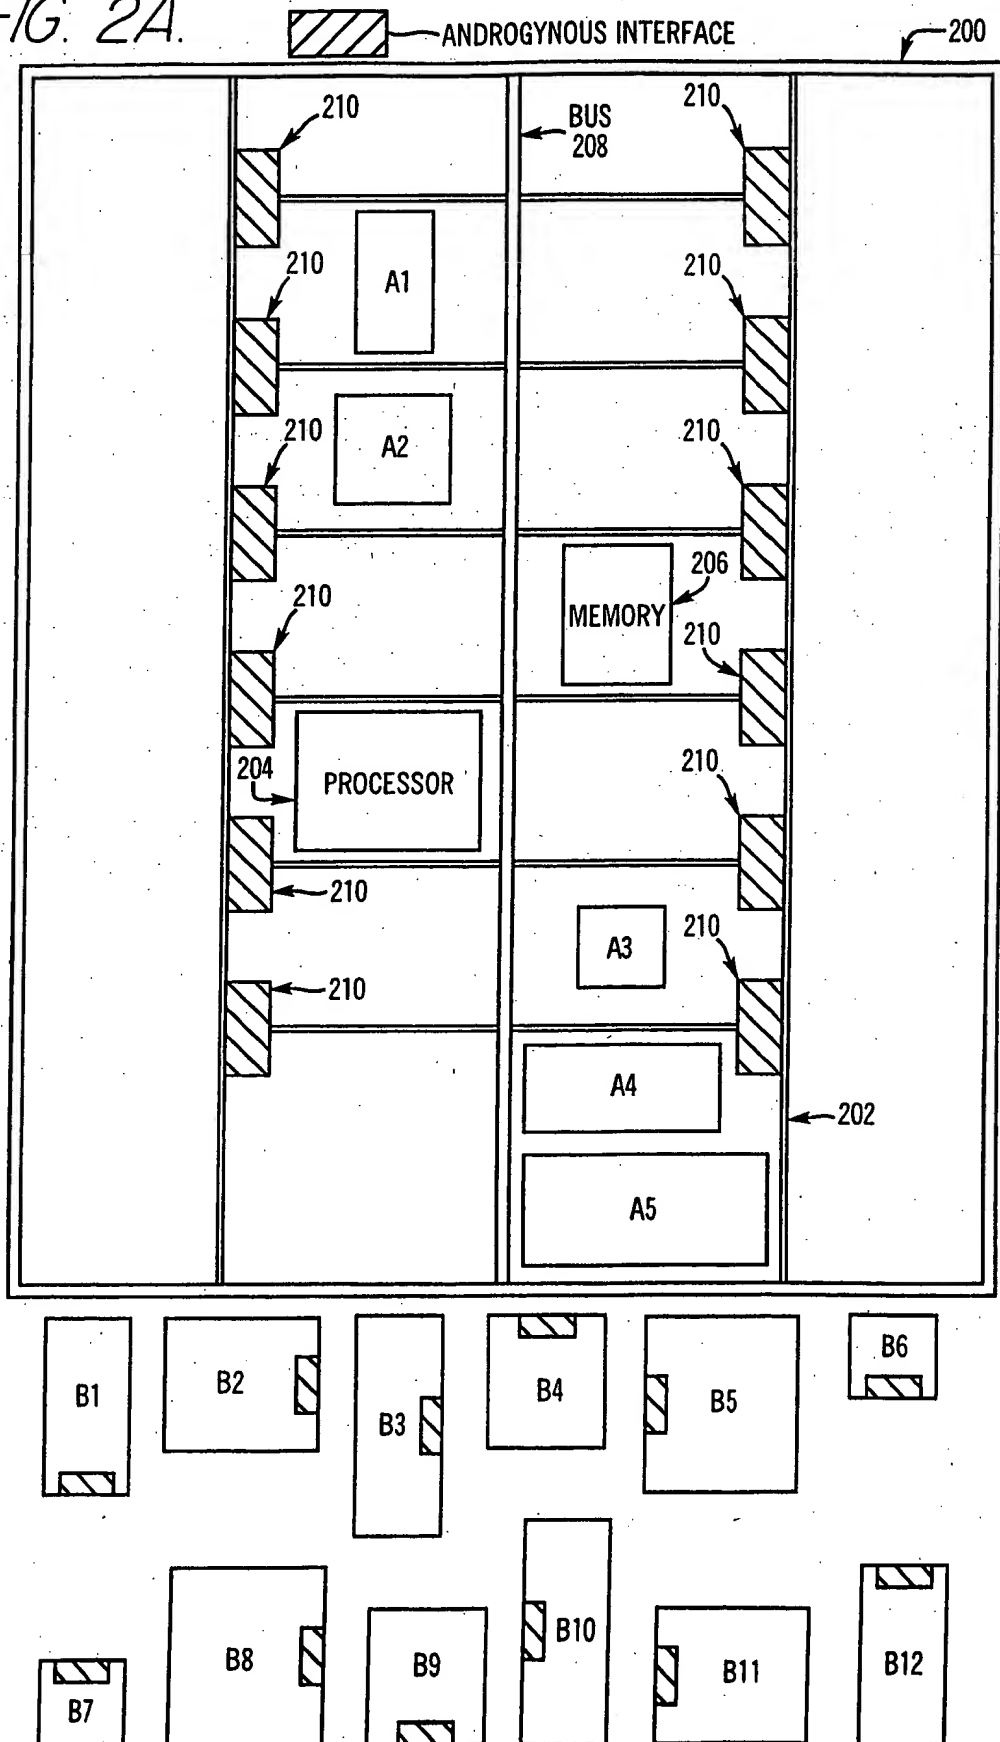 FIG. 2A.
ANDROGYNOUS INTERFACE
200
210
BUS
208
210
A1
210
210
A2
210
210
MEMORY
206
210
210
PROCESSOR
204
210
210
A3
210
210
A4
202
A5
B1
B2
B3
B4
B5
B6
B7
B8
B9
B10
B11
B12